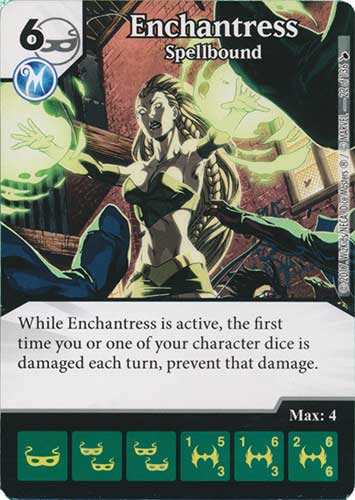 6
Enchantress
Spellbound
While Enchantress is active, the first
time you or one of your character dice is
damaged each turn, prevent that damage.
Max: 4
1 5 3
1 6 3
2 6 6